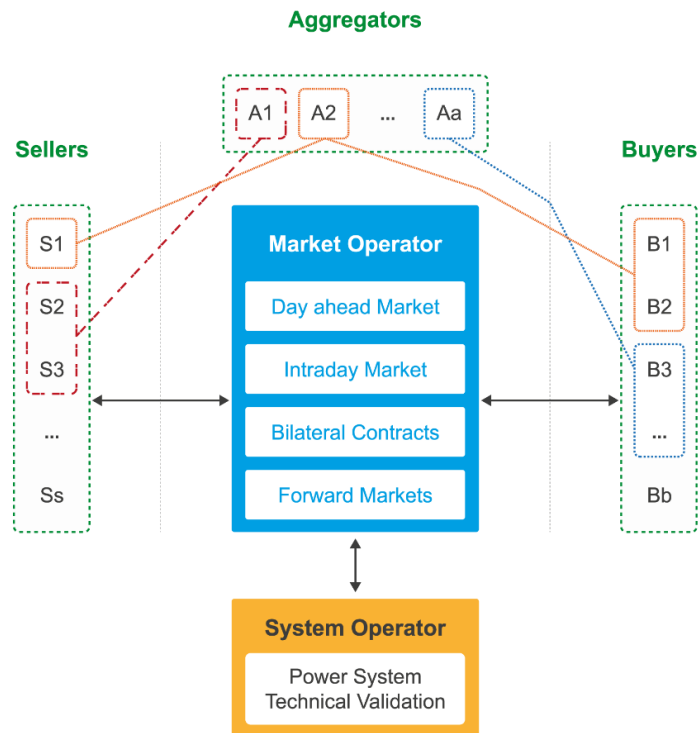 Aggregators
A1 A2 ... Aa
Sellers
Buyers
S1
S2
S3
...
Ss
Market Operator
Day ahead Market
Intraday Market
Bilateral Contracts
Forward Markets
B1
B2
B3
...
Bb
System Operator
Power System
Technical Validation